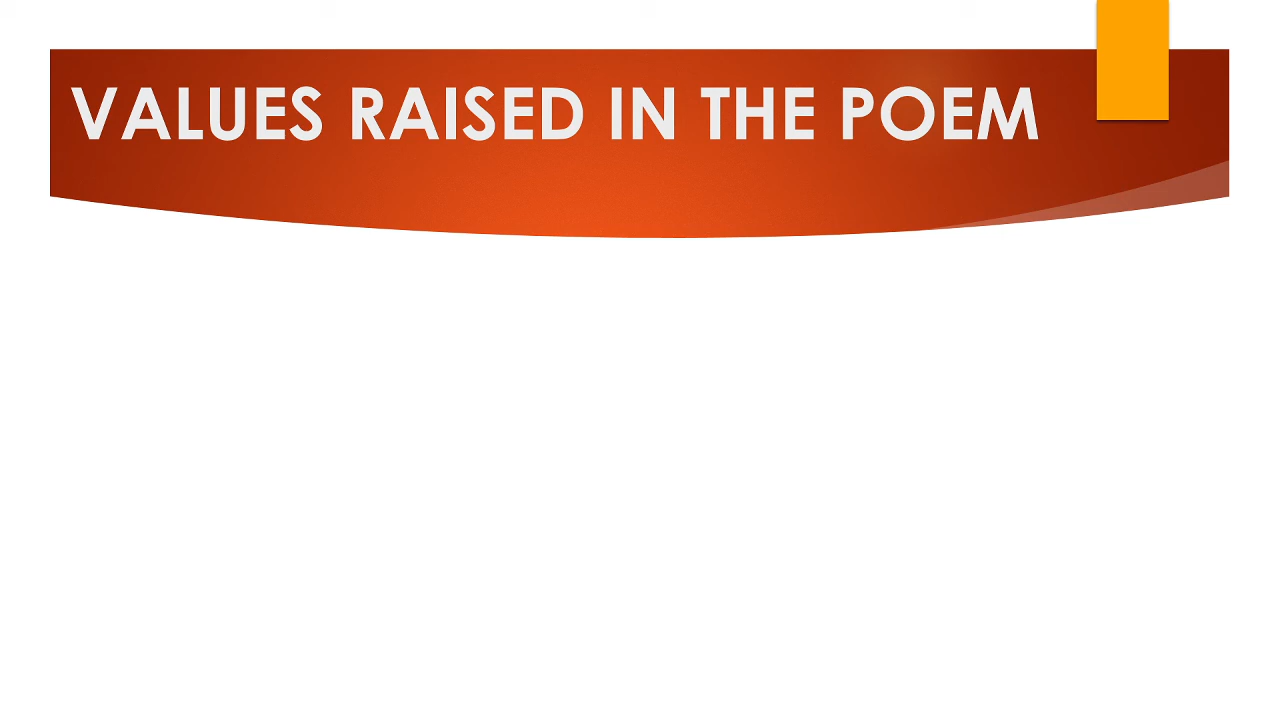 VALUES RAISED IN THE POEM